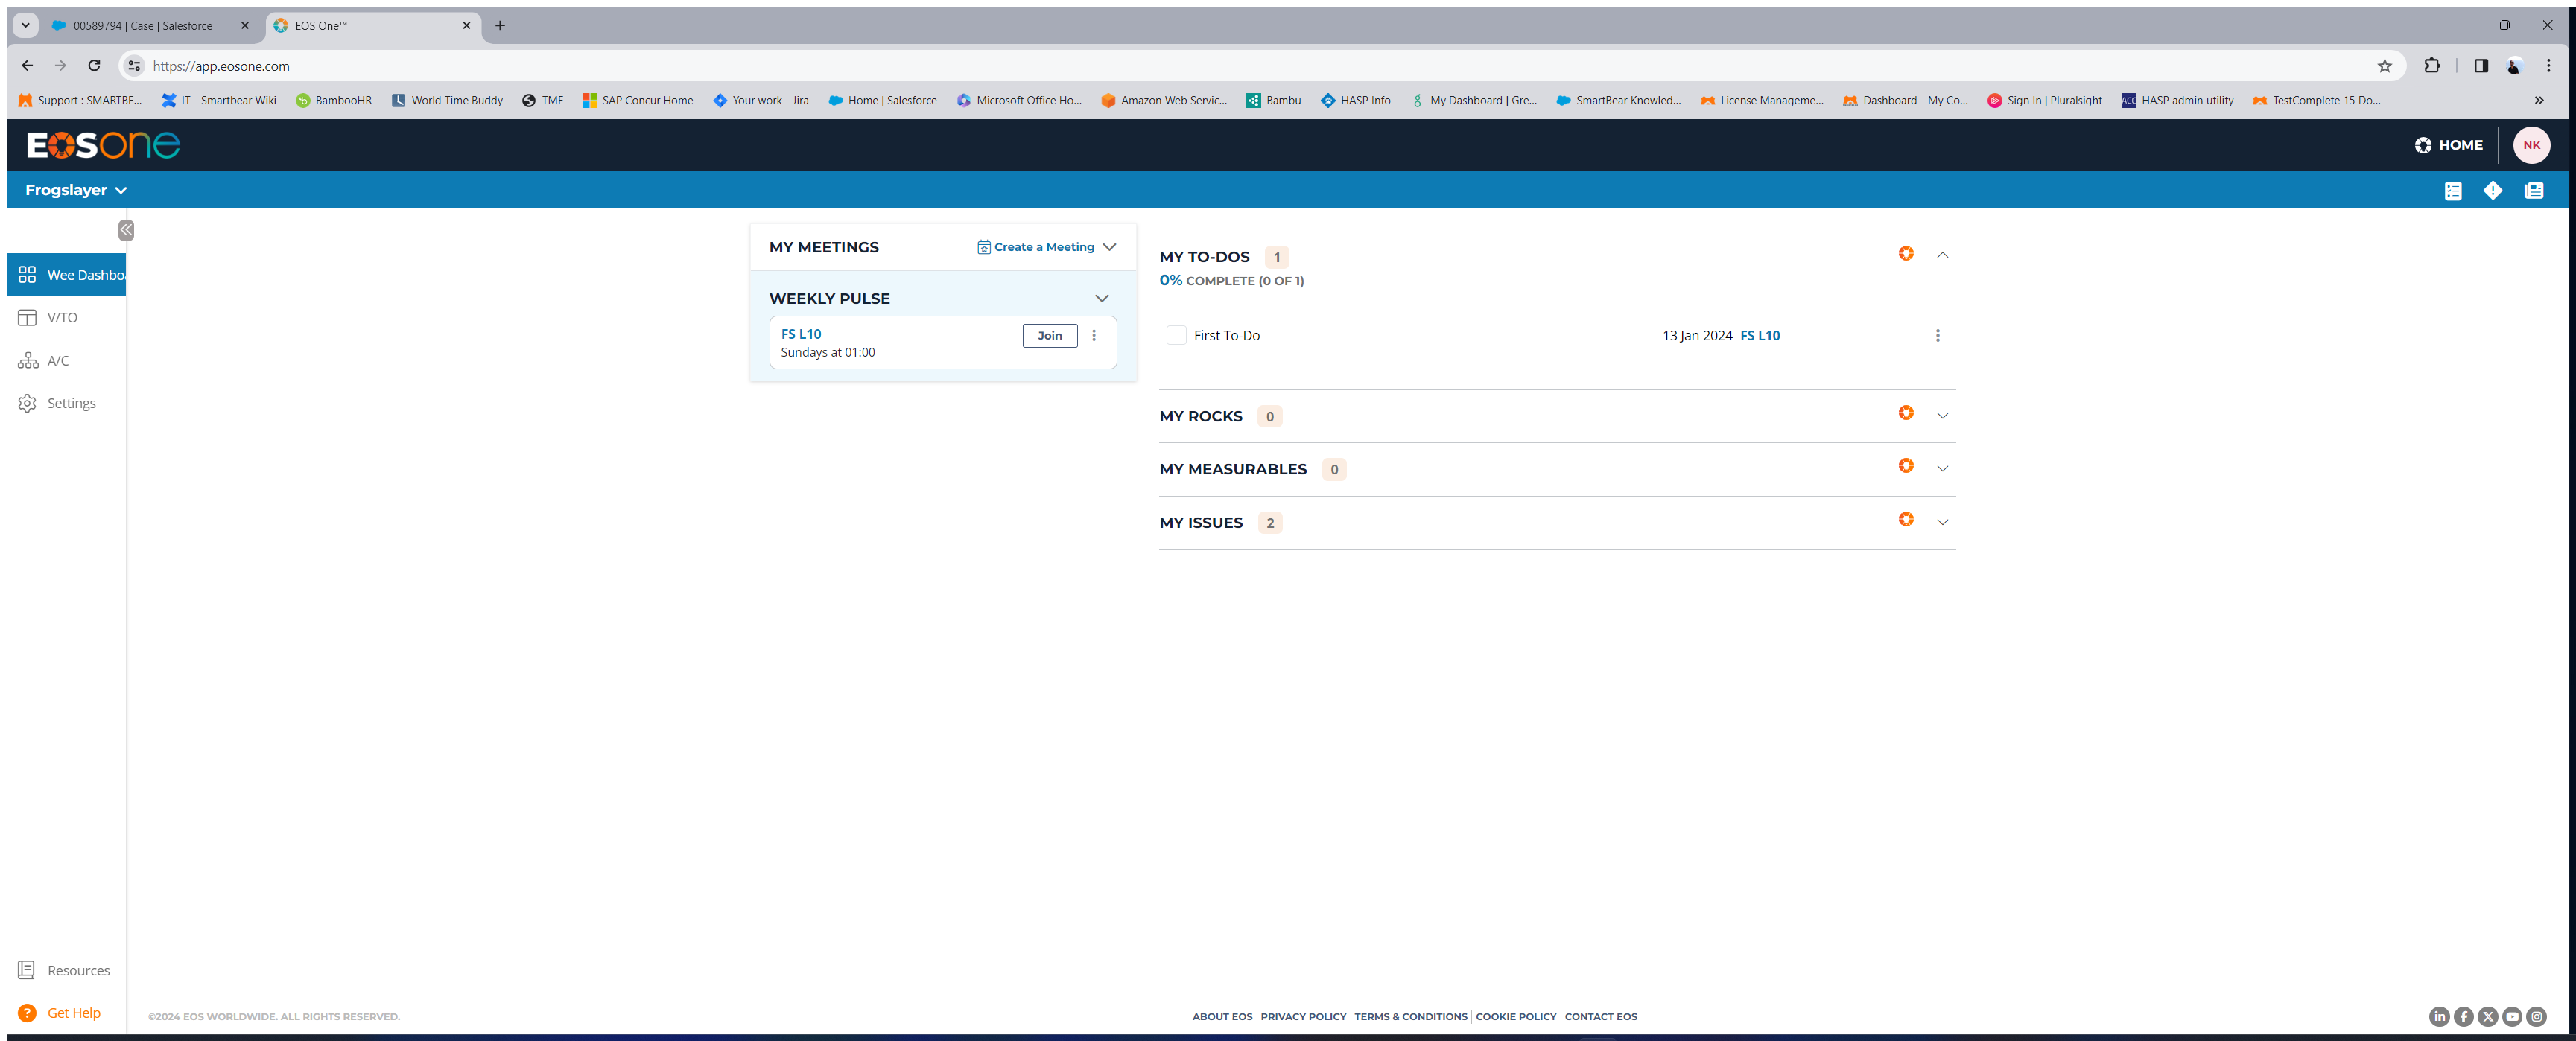 00589794 | Case | Salesforce
EOS One™
https://app.eosone.com
Support : SMARTBE...
IT - Smartbear Wiki
BambooHR
World Time Buddy
TMF
SAP Concur Home
Your work - Jira
Home | Salesforce
Microsoft Office Ho...
Amazon Web Servic...
Bambu
HASP Info
My Dashboard | Gre...
SmartBear Knowled...
License Manageme...
Dashboard - My Co...
Sign In | Pluralsight
ACC
HASP admin utility
TestComplete 15 Do...
EOSone
HOME
NK
Frogslayer
Wee Dashboa
V/TO
A/C
Settings
Resources
Get Help
MY MEETINGS
Create a Meeting
WEEKLY PULSE
FS L10
Join
Sundays at 01:00
MY TO-DOS 1
0% COMPLETE (0 OF 1)
First To-Do 13 Jan 2024 FS L10
MY ROCKS 0
MY MEASURABLES 0
MY ISSUES 2
©2024 EOS WORLDWIDE. ALL RIGHTS RESERVED.
ABOUT EOS | PRIVACY POLICY | TERMS & CONDITIONS | COOKIE POLICY | CONTACT EOS